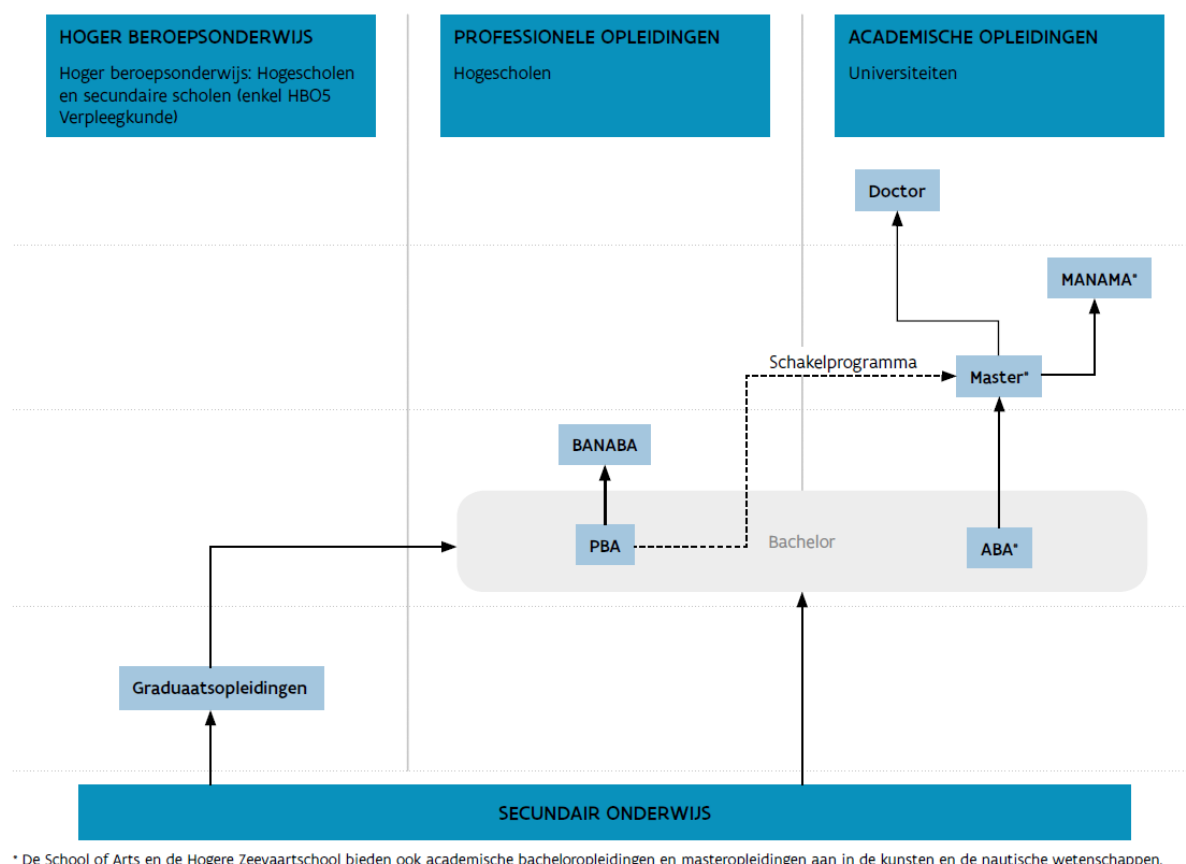 HOGER BEROEPSONDERWIJS
Hoger beroepsonderwijs: Hogescholen
en secundaire scholen (enkel HBO5
Verpleegkunde)
PROFESSIONELE OPLEIDINGEN
Hogescholen
ACADEMISCHE OPLEIDINGEN
Universiteiten
Doctor
MANAMA*
Schakelprogramma
Master*
BANABA
PBA
Bachelor
ABA*
Graduaatsopleidingen
SECUNDAIR ONDERWIJS
* De School of Arts en de Hogere Zeevaartschool bieden ook academische bacheloropleidingen en masteropleidingen aan in de kunsten en de nautische wetenschappen.